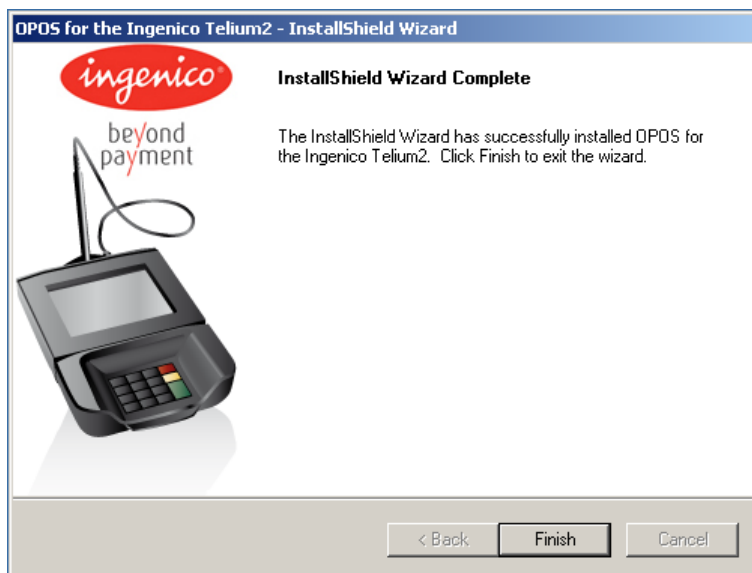 OPOS for the Ingenico Telium2 - InstallShield Wizard
ingenico®
beyond
payment
InstallShield Wizard Complete
The InstallShield Wizard has successfully installed OPOS for
the Ingenico Telium2.  Click Finish to exit the wizard.
< Back
Finish
Cancel